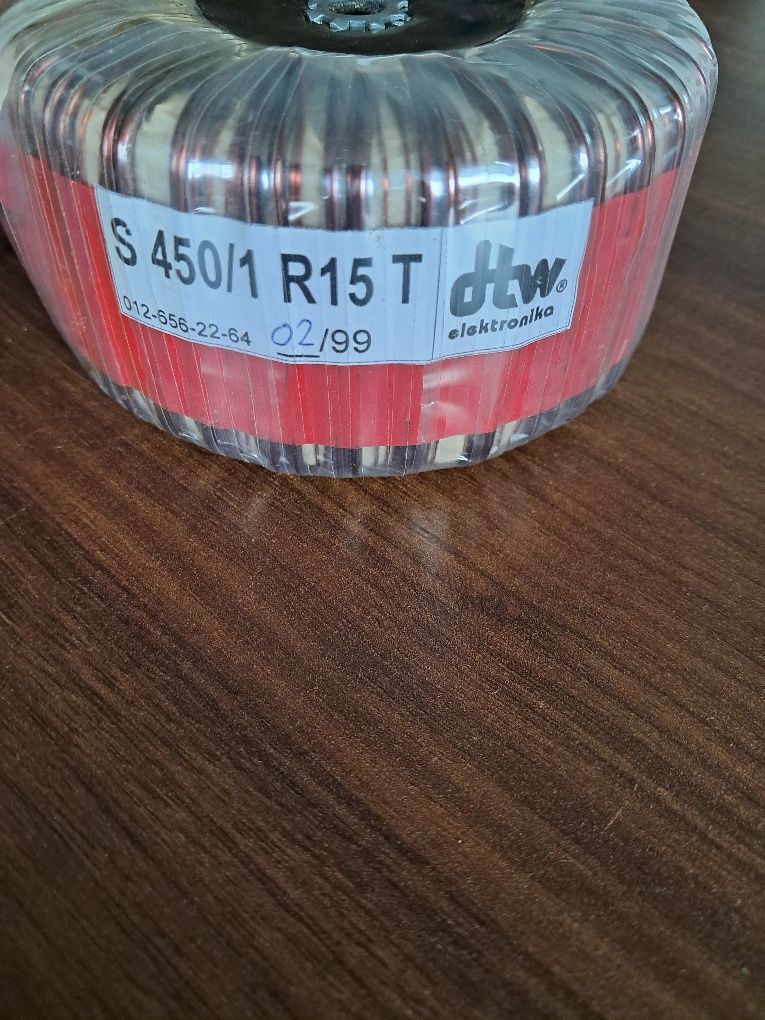 S 450/1 R15 T
012-656-22-64 02/99
dtw®
elektronika